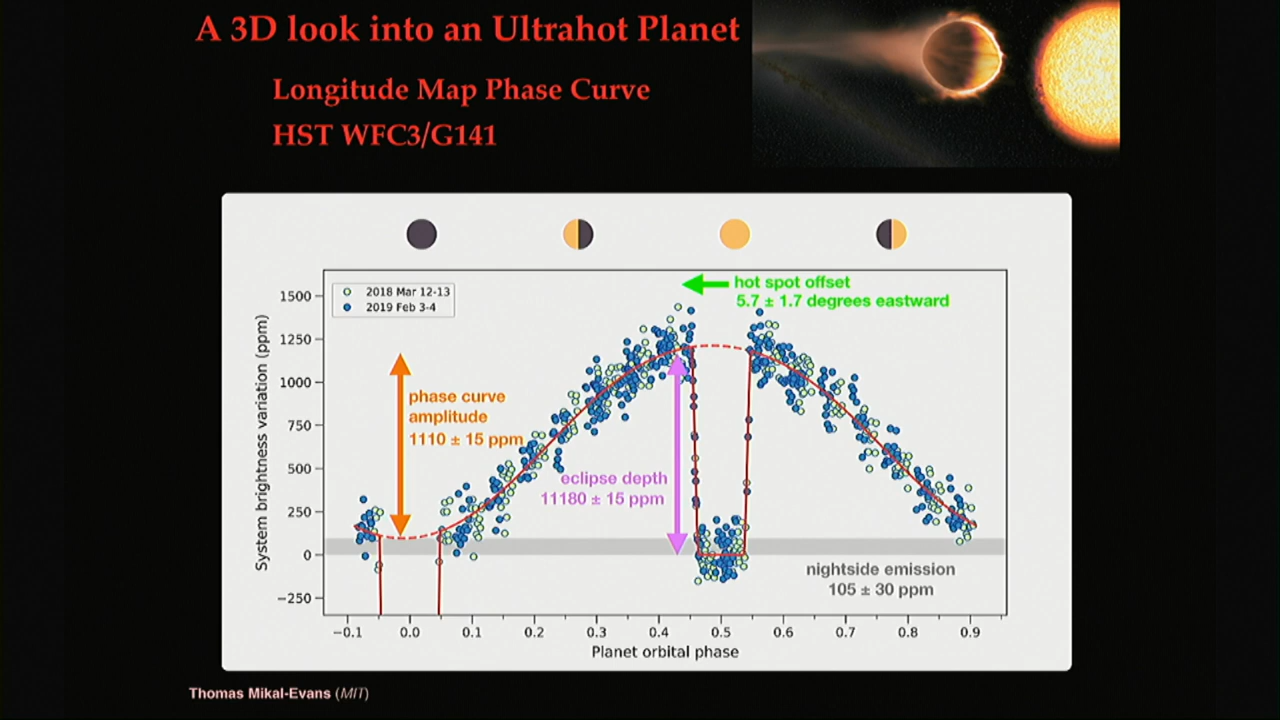 A 3D look into an Ultrahot Planet
Longitude Map Phase Curve
HST WFC3/G141
2018 Mar 12-13
2019 Feb 3-4
hot spot offset
5.7 ± 1.7 degrees eastward
phase curve
amplitude
1110 ± 15 ppm
eclipse depth
11180 ± 15 ppm
nightside emission
105 ± 30 ppm
System brightness variation (ppm)
1500
1250
1000
750
500
250
0
−250
−0.1 0.0 0.1 0.2 0.3 0.4 0.5 0.6 0.7 0.8 0.9
Planet orbital phase
Thomas Mikal-Evans (MIT)